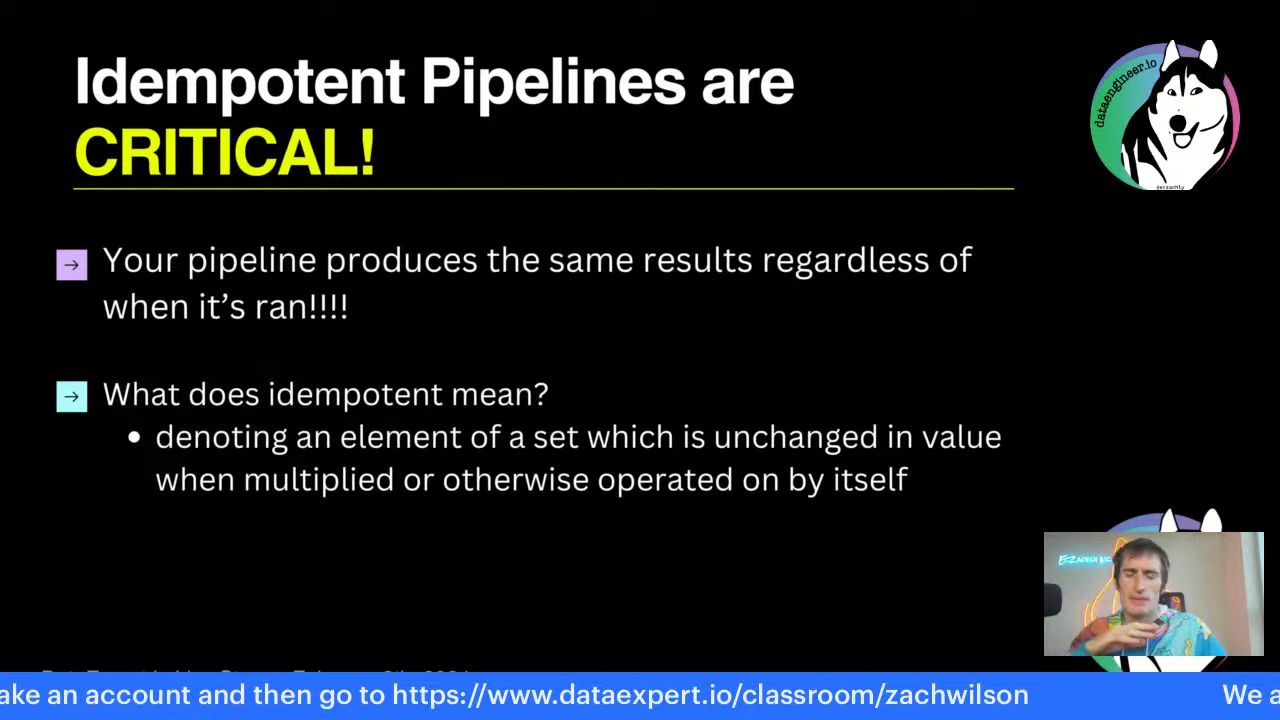 Idempotent Pipelines are
CRITICAL!
dataengineer.io
@eczachly
→ Your pipeline produces the same results regardless of
when it's ran!!!!
→ What does idempotent mean?
• denoting an element of a set which is unchanged in value
when multiplied or otherwise operated on by itself
ake an account and then go to https://www.dataexpert.io/classroom/zachwilson
We a